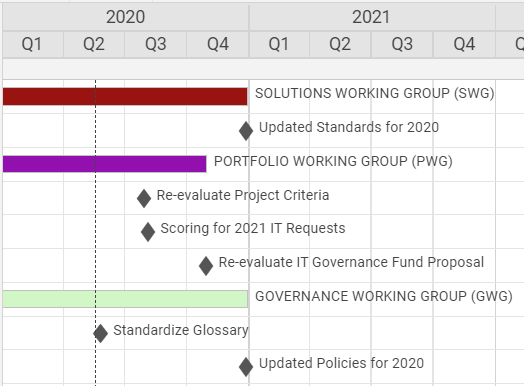 2020 2021
Q1 Q2 Q3 Q4 Q1 Q2 Q3 Q4
SOLUTIONS WORKING GROUP (SWG)
Updated Standards for 2020
PORTFOLIO WORKING GROUP (PWG)
Re-evaluate Project Criteria
Scoring for 2021 IT Requests
Re-evaluate IT Governance Fund Proposal
GOVERNANCE WORKING GROUP (GWG)
Standardize Glossary
Updated Policies for 2020